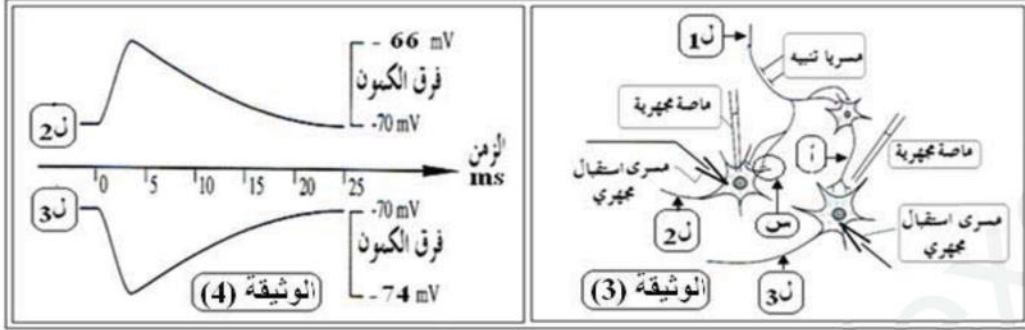 - 66 mV
فرق الكمون
-70 mV
ل2
الزمن
ms
0 5 10 15 20 25
ل3
-70 mV
فرق الكمون
- 74 mV
الوثيقة (4)
ل1
مسريا تنبيه
ماصة مجهرية
أ
ماصة مجهرية
مسرى استقبال
مجهري
ل2
س
مسرى استقبال
مجهري
ل3
الوثيقة (3)